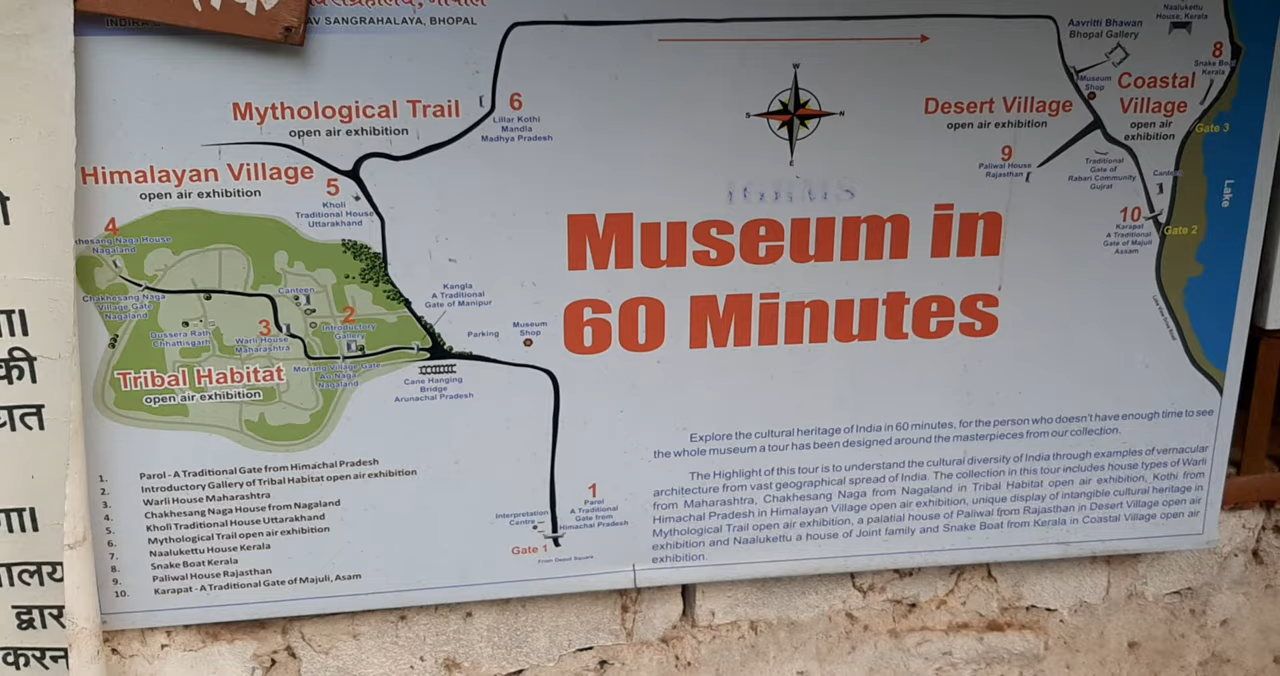 AV SANGRAHALAYA, BHOPAL
Naalukettu
House, Kerala
Aavritti Bhawan
Bhopal Gallery
8
Kerala
Museum
Shop
Coastal
Village
open air
exhibition
Gate 3
Mythological Trail
open air exhibition
6
Lillar Kothi
Mandla
Madhya Pradesh
W
S
N
E
Desert Village
open air exhibition
9
Paliwal House
Rajasthan
Traditional
Gate of
Rabari Community
Gujrat
Lake
10
Karapat
A Traditional
Gate of Majuli
Assam
Gate 2
Himalayan Village
open air exhibition
5
Kholi
Traditional House
Uttarakhand
4
khesang Naga House
Nagaland
Chakhesang Naga
Village Gate
Nagaland
Canteen
Kangla
A Traditional
Gate of Manipur
Dussera Rath
Chhattisgarh
3
Warli House
Maharashtra
2
Introductory
Gallery
Parking
Museum
Shop
Morung Village Gate
Ao Naga
Nagaland
Cane Hanging
Bridge
Arunachal Pradesh
Tribal Habitat
open air exhibition
Museum in
60 Minutes
Explore the cultural heritage of India in 60 minutes, for the person who doesn't have enough time to see
the whole museum a tour has been designed around the masterpieces from our collection.
The Highlight of this tour is to understand the cultural diversity of India through examples of vernacular
architecture from vast geographical spread of India. The collection in this tour includes house types of Warli
from Maharashtra, Chakhesang Naga from Nagaland in Tribal Habitat open air exhibition, Kothi from
Himachal Pradesh in Himalayan Village open air exhibition, unique display of intangible cultural heritage in
Mythological Trail open air exhibition, a palatial house of Paliwal from Rajasthan in Desert Village open air
exhibition and Naalukettu a house of Joint family and Snake Boat from Kerala in Coastal Village open air
exhibition.
1. Parol - A Traditional Gate from Himachal Pradesh
2. Introductory Gallery of Tribal Habitat open air exhibition
3. Warli House Maharashtra
4. Chakhesang Naga House from Nagaland
5. Kholi Traditional House Uttarakhand
6. Mythological Trail open air exhibition
7. Naalukettu House Kerala
8. Snake Boat Kerala
9. Paliwal House Rajasthan
10. Karapat - A Traditional Gate of Majuli, Asam
1
Parol
A Traditional
Gate from
Himachal Pradesh
Interpretation
Centre
Gate 1
की
द्वार
करन